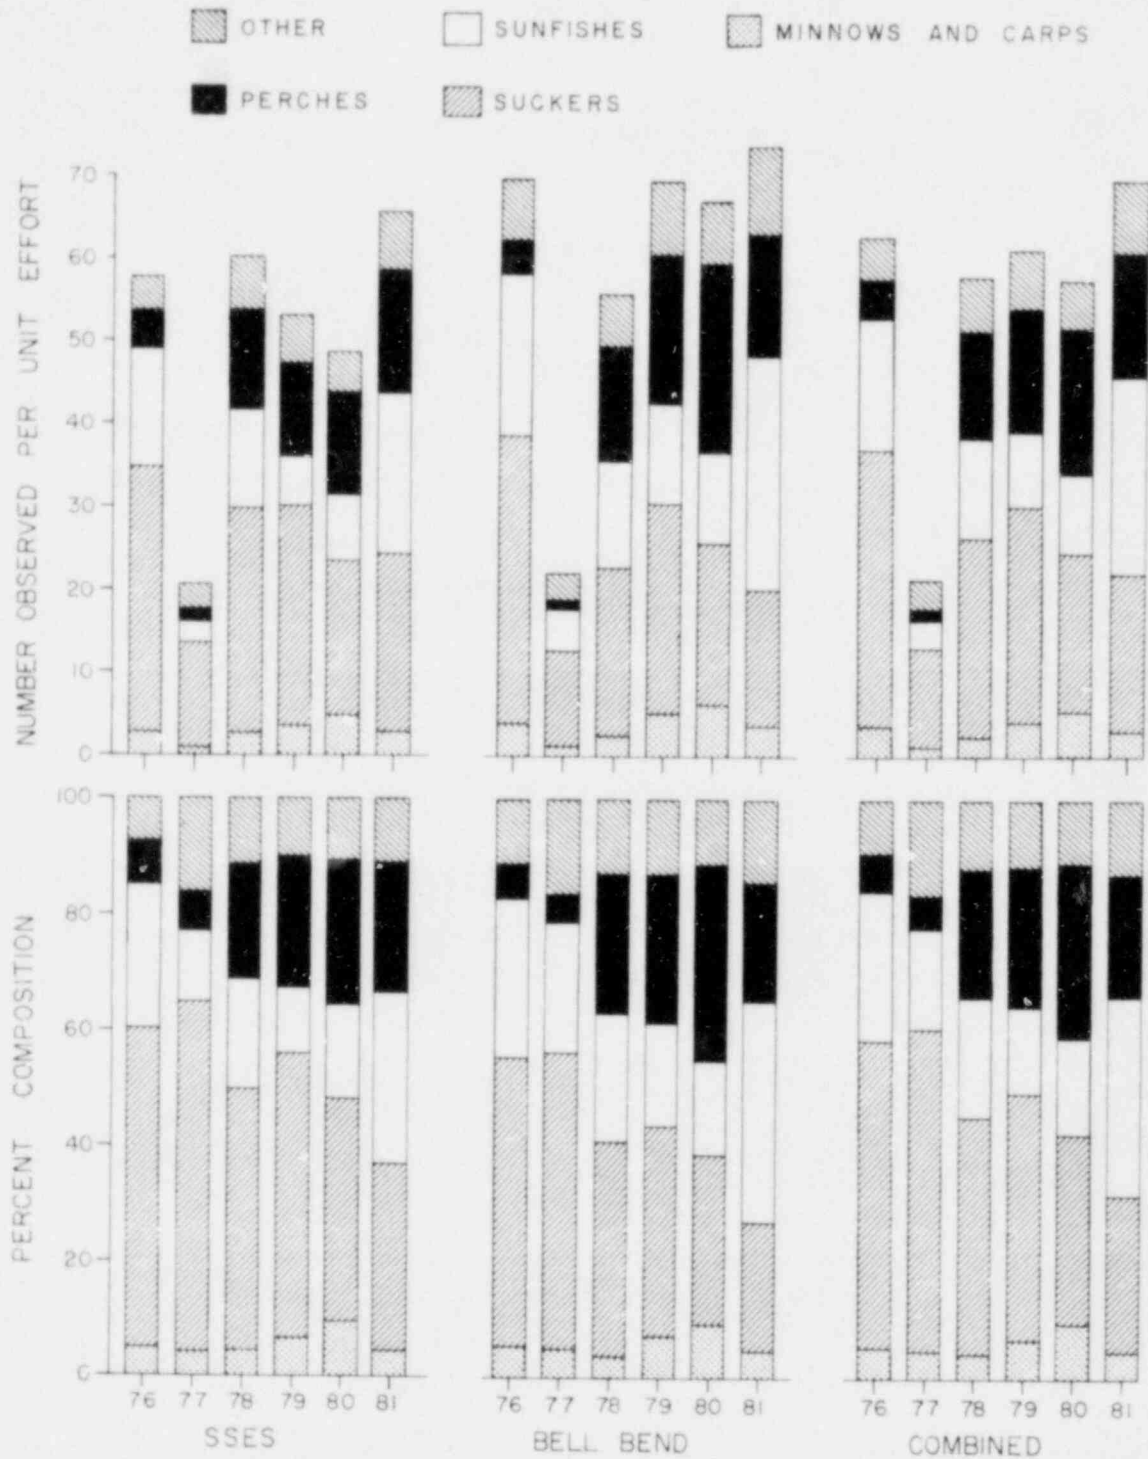 OTHER SUNFISHES MINNOWS AND CARPS
PERCHES SUCKERS
NUMBER OBSERVED PER UNIT EFFORT
70
60
50
40
30
20
10
0
PERCENT COMPOSITION
100
80
60
40
20
0
76 77 78 79 80 81 76 77 78 79 80 81 76 77 78 79 80 81
SSES BELL BEND COMBINED